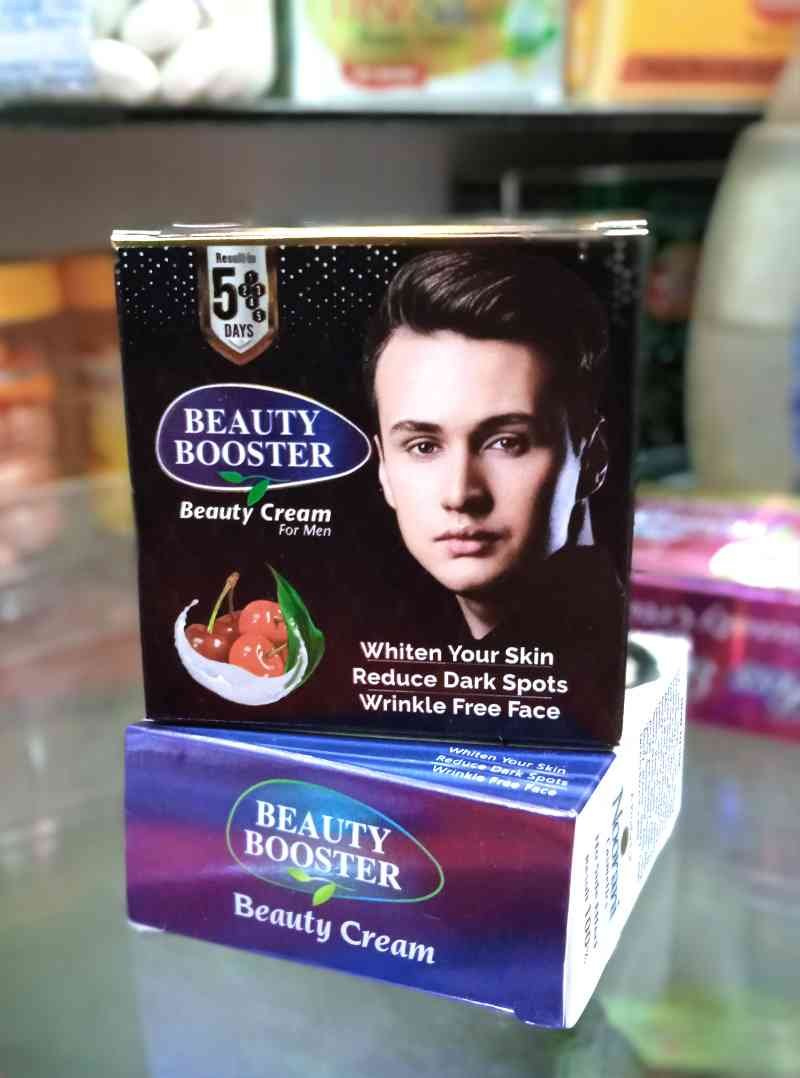 Result in
5
DAYS
BEAUTY
BOOSTER
Beauty Cream
For Men
Whiten Your Skin
Reduce Dark Spots
Wrinkle Free Face
Whiten Your Skin
Reduce Dark Spots
Wrinkle Free Face
BEAUTY
BOOSTER
Beauty Cream